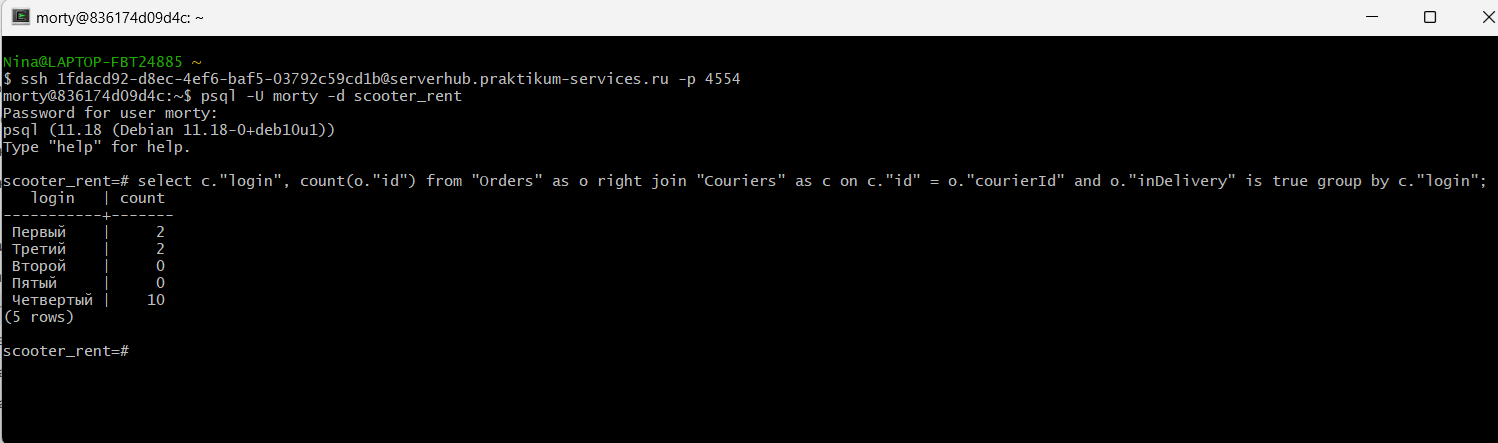 morty@836174d09d4c: ~
Nina@LAPTOP-FBT24885 ~
$ ssh 1fdacd92-d8ec-4ef6-baf5-03792c59cd1b@serverhub.praktikum-services.ru -p 4554
morty@836174d09d4c:~$ psql -U morty -d scooter_rent
Password for user morty:
psql (11.18 (Debian 11.18-0+deb10u1))
Type "help" for help.
scooter_rent=# select c."login", count(o."id") from "Orders" as o right join "Couriers" as c on c."id" = o."courierId" and o."inDelivery" is true group by c."login";
login | count
-----------+-------
Первый | 2
Третий | 2
Второй | 0
Пятый | 0
Четвертый | 10
(5 rows)
scooter_rent=#